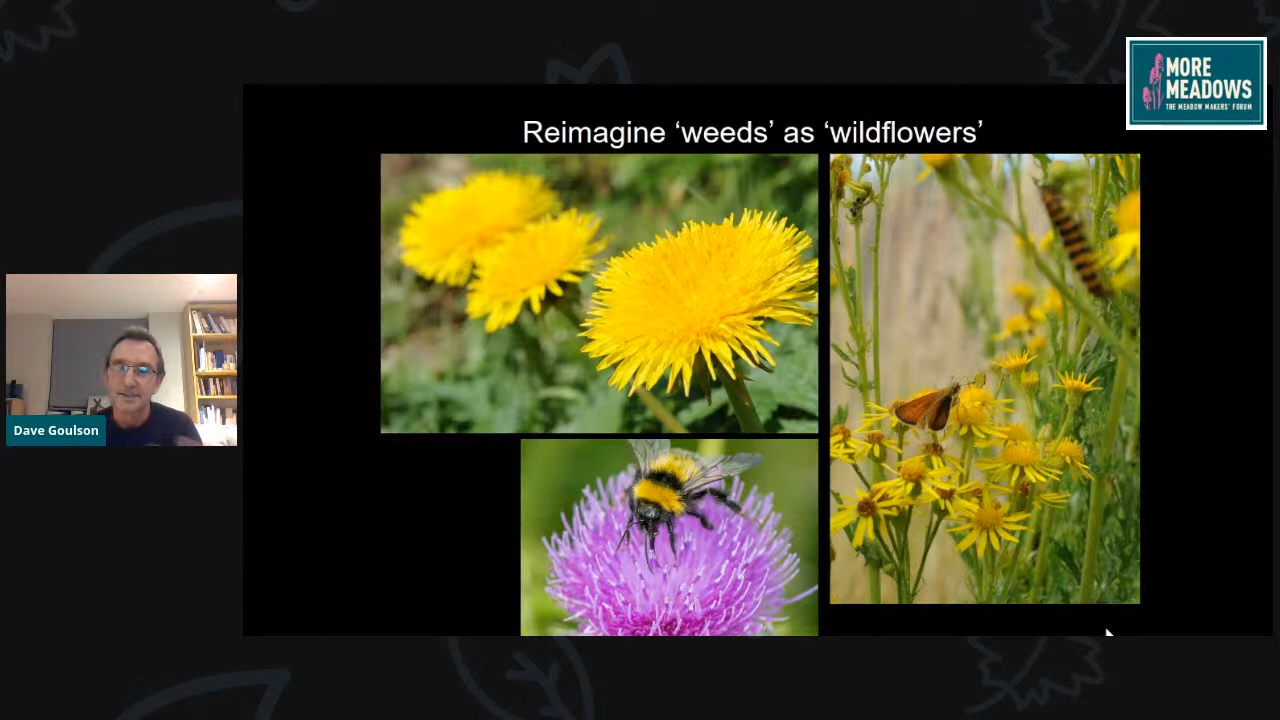 MORE
MEADOWS
THE MEADOW MAKERS' FORUM
Reimagine ‘weeds’ as ‘wildflowers’
Dave Goulson